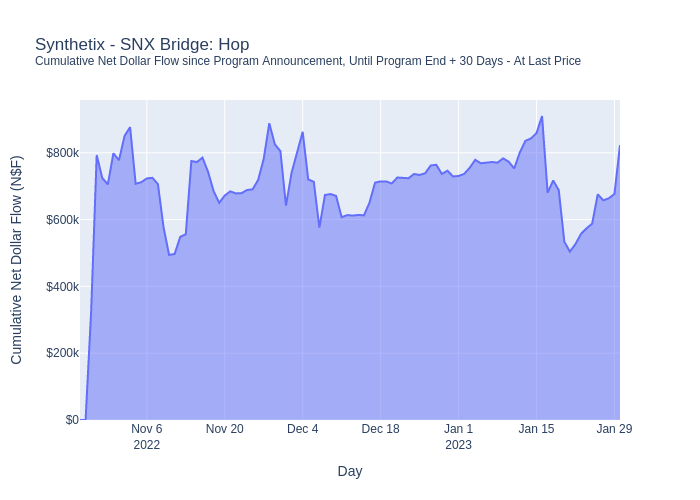 Synthetix - SNX Bridge: Hop
Cumulative Net Dollar Flow since Program Announcement, Until Program End + 30 Days - At Last Price
Cumulative Net Dollar Flow (N$F)
$800k
$600k
$400k
$200k
$0
Nov 6
2022
Nov 20
Dec 4
Dec 18
Jan 1
2023
Jan 15
Jan 29
Day